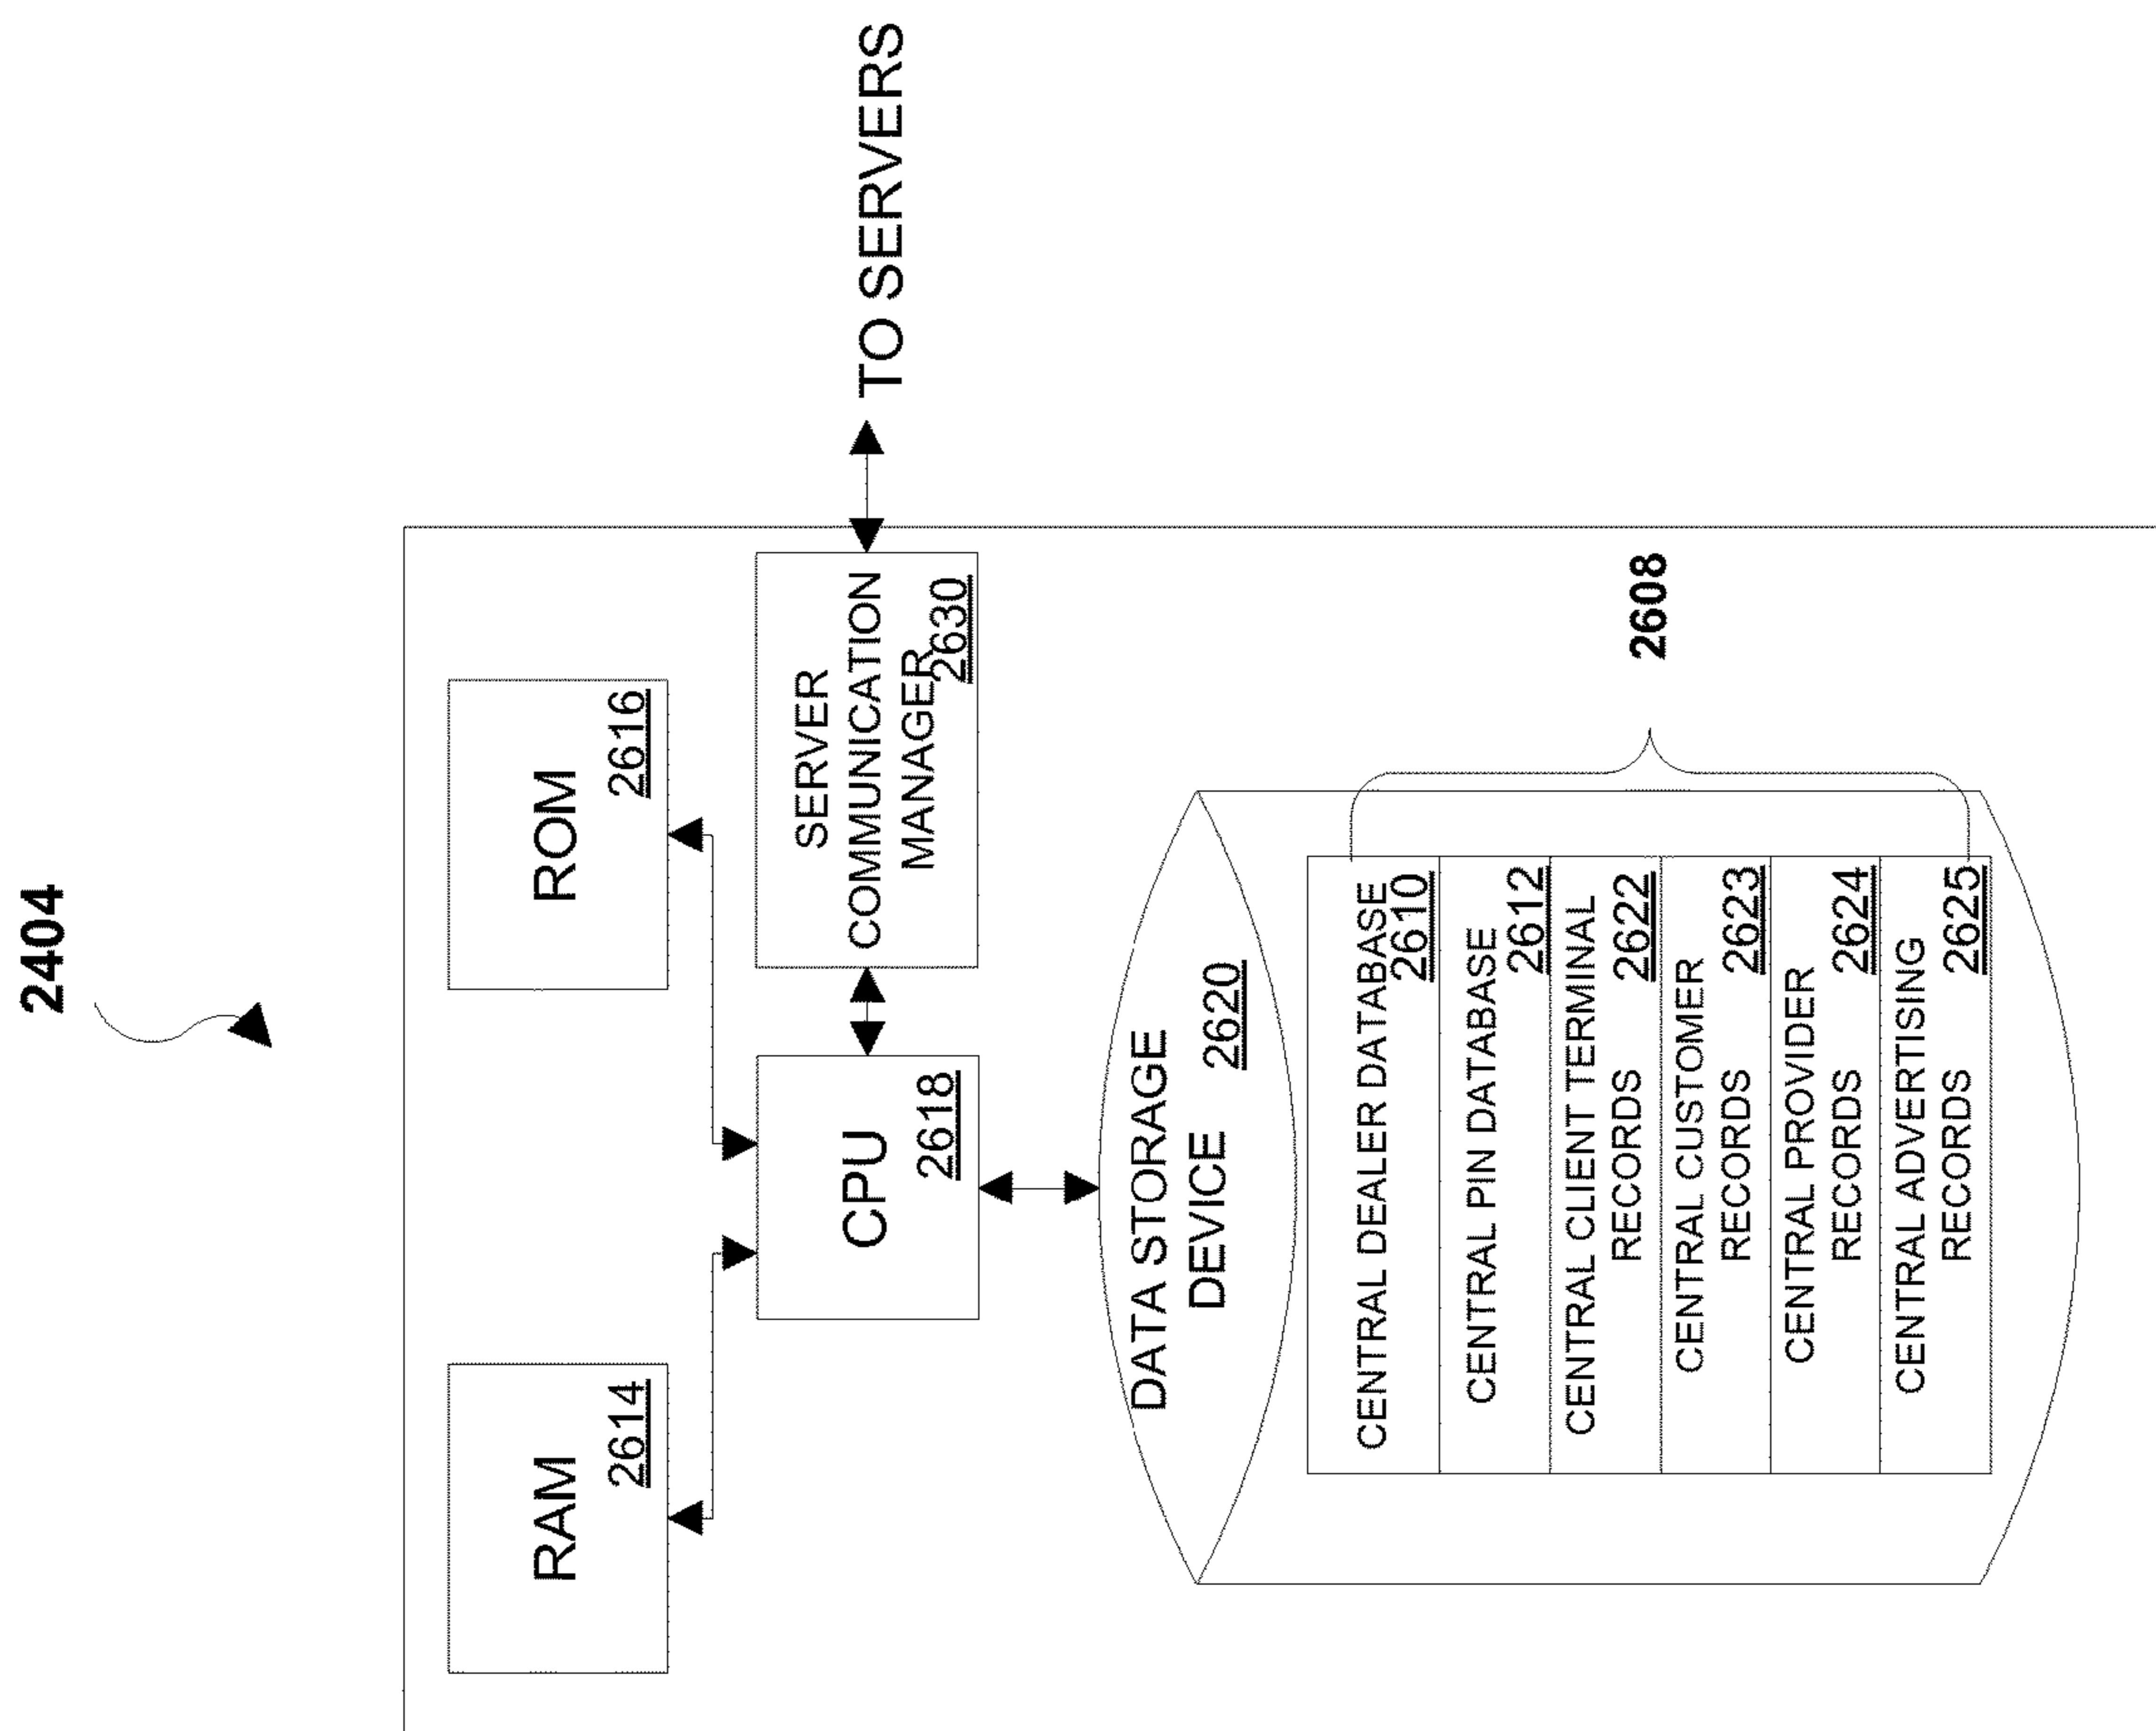 2404
RAM
2614
ROM
2616
CPU
2618
SERVER
COMMUNICATION
MANAGER
2630
TO SERVERS
DATA STORAGE
DEVICE
2620
2608
CENTRAL DEALER DATABASE
2610
CENTRAL PIN DATABASE
2612
CENTRAL CLIENT TERMINAL
RECORDS
2622
CENTRAL CUSTOMER
RECORDS
2623
CENTRAL PROVIDER
RECORDS
2624
CENTRAL ADVERTISING
RECORDS
2625